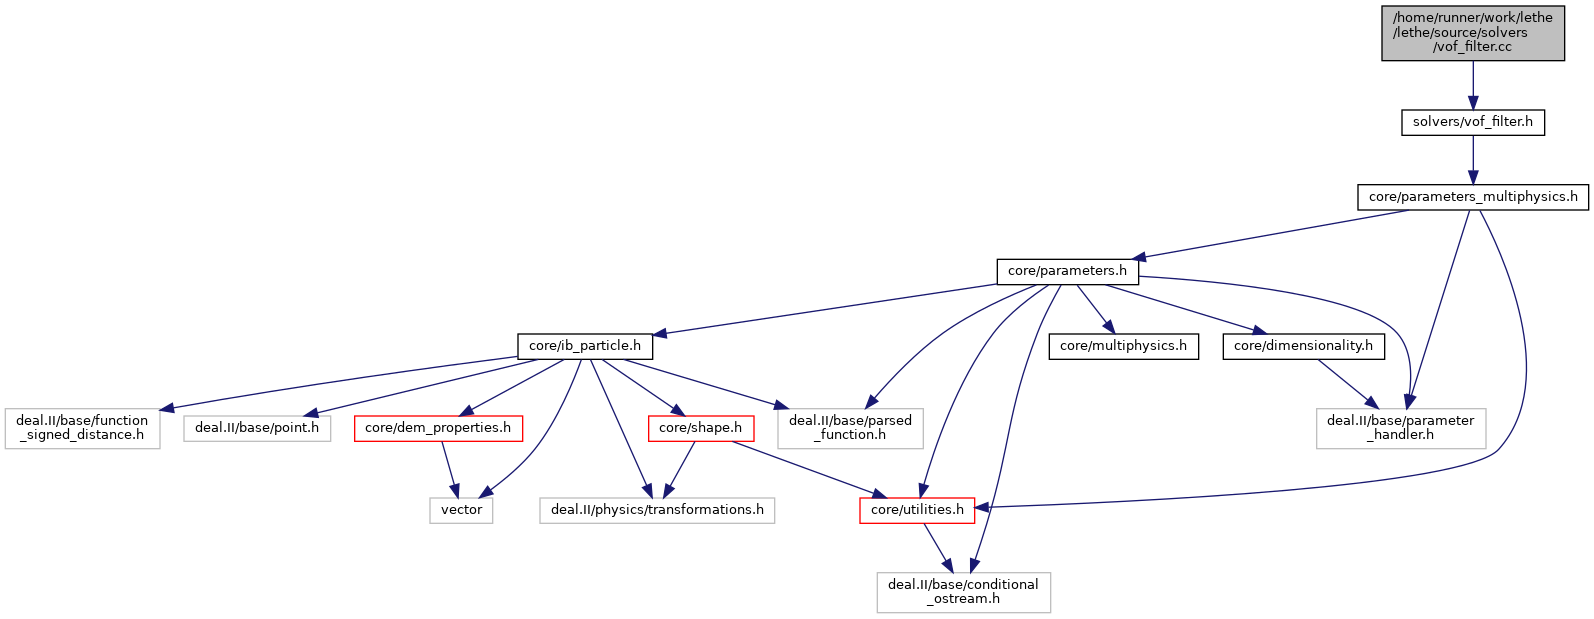 /home/runner/work/lethe
/lethe/source/solvers
/vof_filter.cc
solvers/vof_filter.h
core/parameters_multiphysics.h
core/parameters.h
core/ib_particle.h
core/multiphysics.h
core/dimensionality.h
deal.II/base/function
_signed_distance.h
deal.II/base/point.h
core/dem_properties.h
core/shape.h
deal.II/base/parsed
_function.h
deal.II/base/parameter
_handler.h
vector
deal.II/physics/transformations.h
core/utilities.h
deal.II/base/conditional
_ostream.h